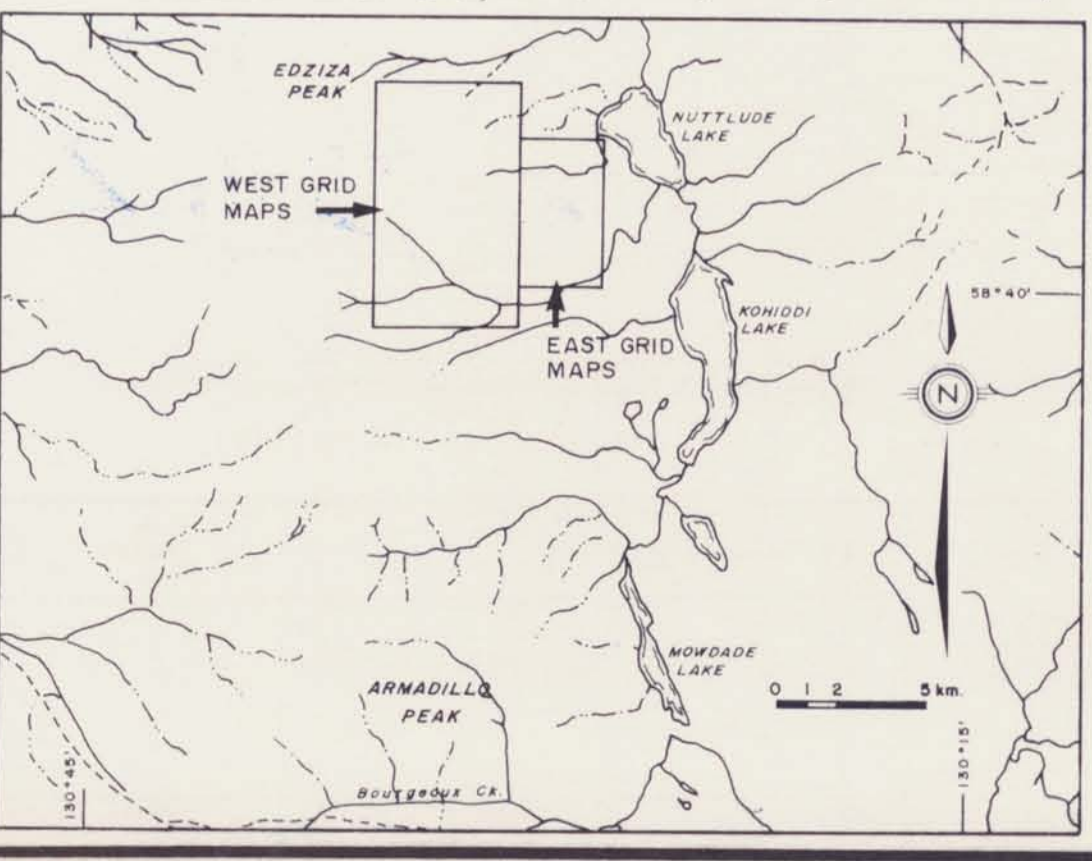 EDZIZA
PEAK
NUTTLUDE
LAKE
WEST GRID
MAPS
58°40'
KOHIDDI
LAKE
EAST GRID
MAPS
N
MOWDADE
LAKE
ARMADILLO
PEAK
0 1 2 5 km.
130°45'
130°15'
Bourgeaux Ck.